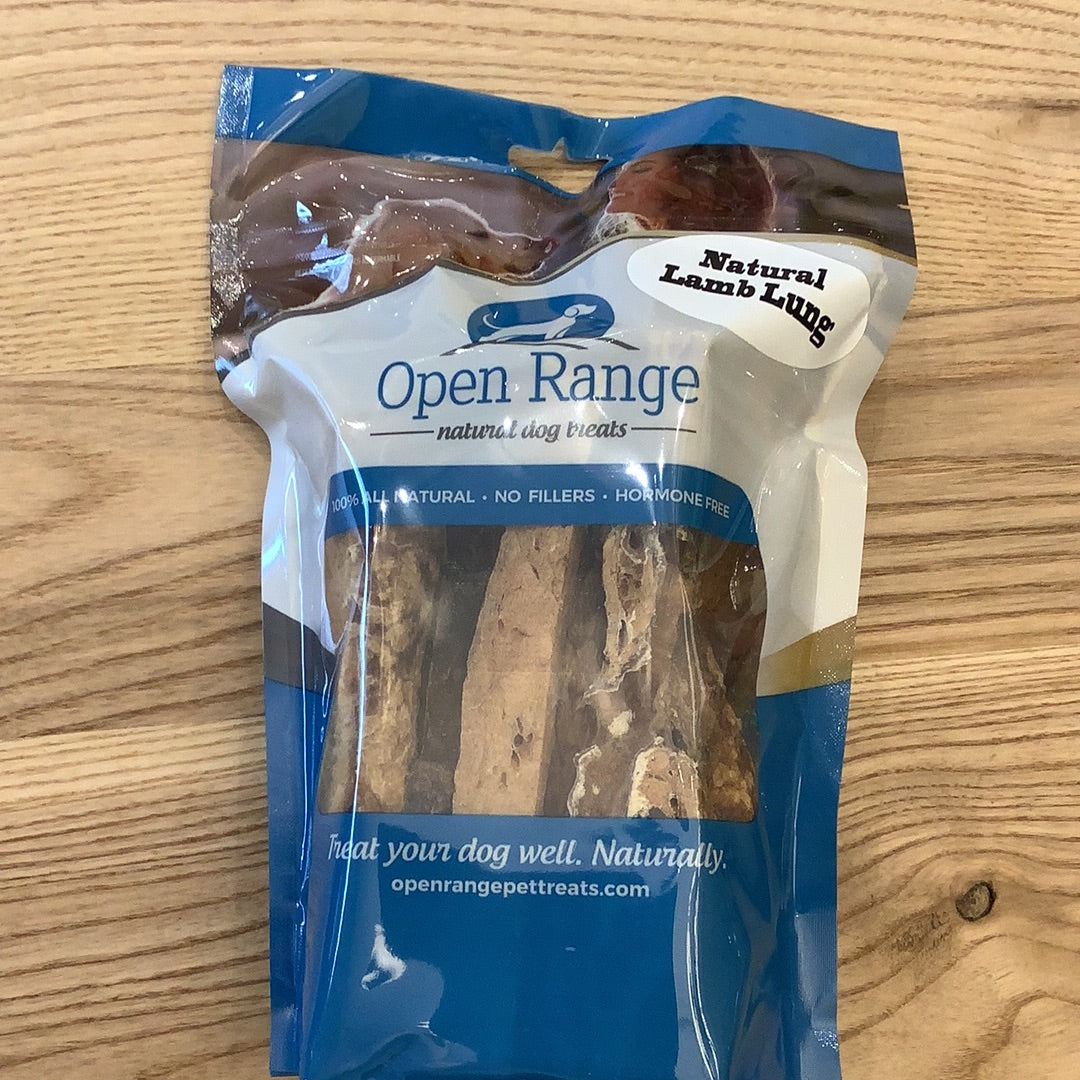 Natural
Lamb Lung
Open Range
natural dog treats
100% ALL NATURAL • NO FILLERS • HORMONE FREE
Treat your dog well. Naturally.
openrangepettreats.com